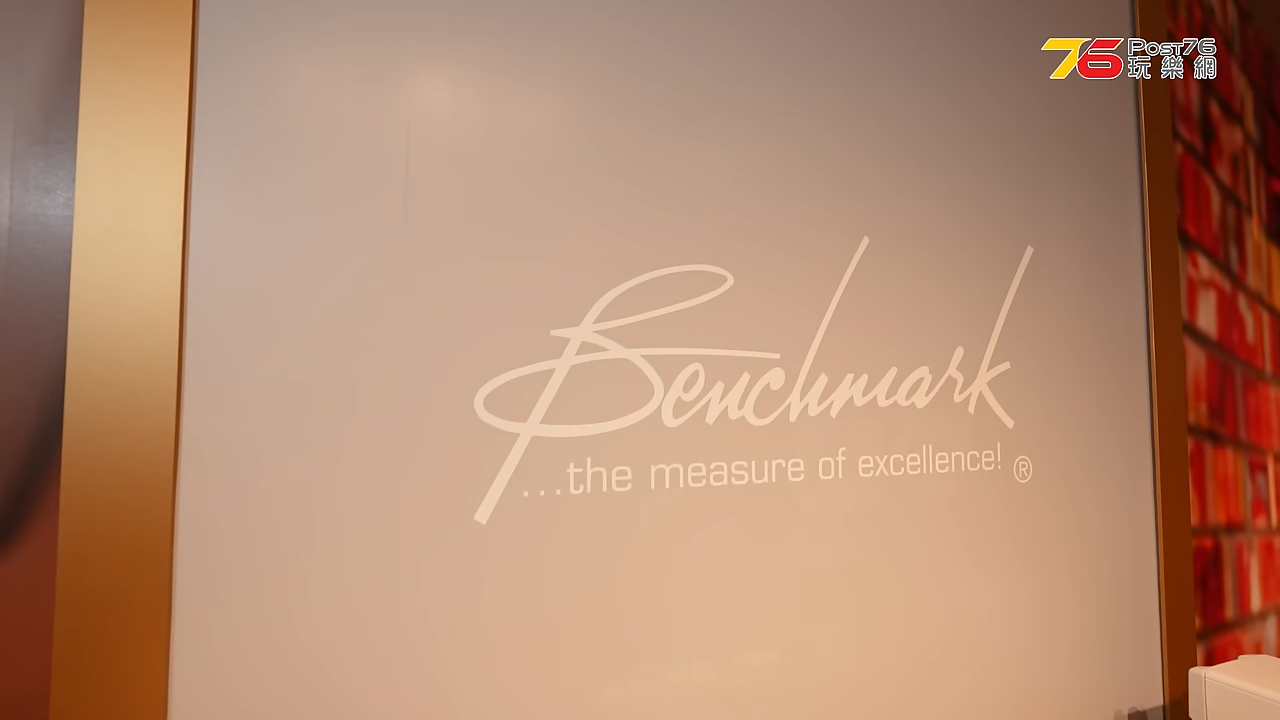 76 Post76
玩樂網
Benchmark
...the measure of excellence! ®